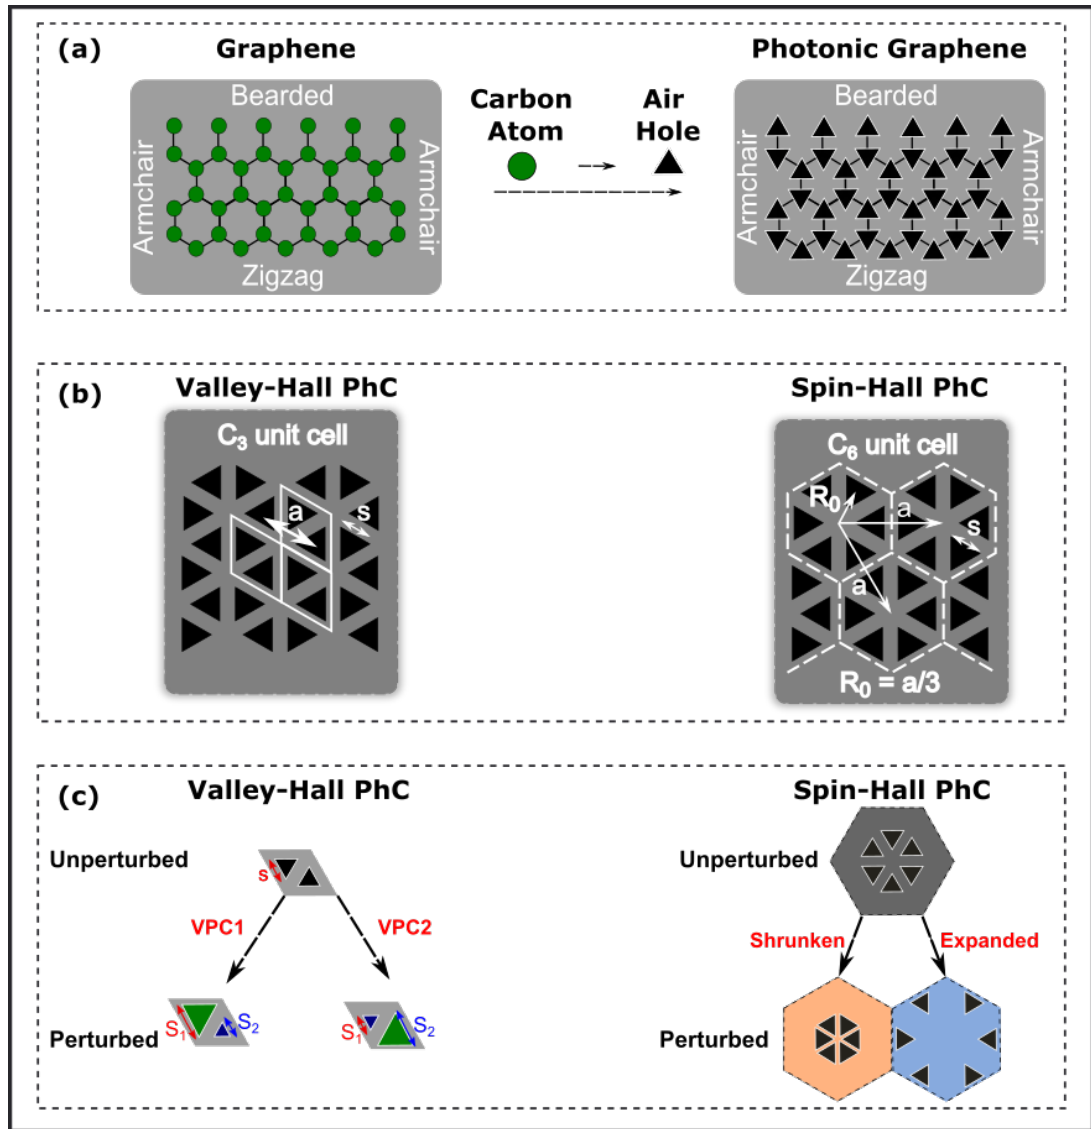 (a)
Graphene
Bearded
Armchair
Armchair
Zigzag
Carbon
Atom
Air
Hole
Photonic Graphene
Bearded
Armchair
Armchair
Zigzag
(b)
Valley-Hall PhC
C₃ unit cell
a
s
Spin-Hall PhC
C₆ unit cell
R₀
a
s
a
R₀ = a/3
(c)
Valley-Hall PhC
Unperturbed
s
VPC1
VPC2
Perturbed
S₁
S₂
S₁
S₂
Spin-Hall PhC
Unperturbed
Shrunken
Expanded
Perturbed